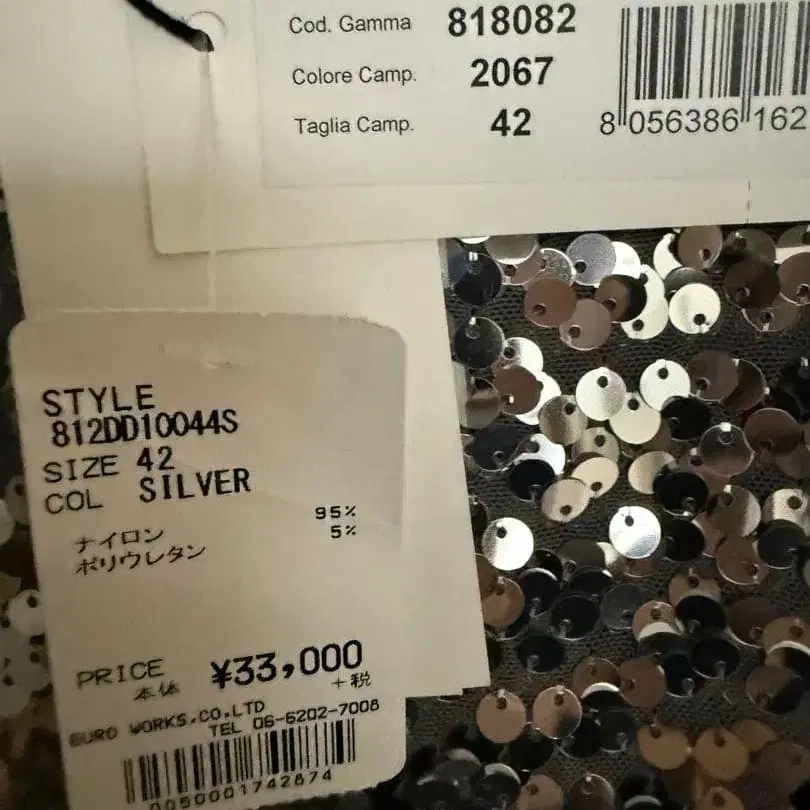 Cod. Gamma 818082
Colore Camp. 2067
Taglia Camp. 42
8 056386 162
STYLE
812DD10044S
SIZE 42
COL SILVER
ナイロン 95%
ポリウレタン 5%
PRICE ¥33,000
本体 +税
EURO WORKS.CO.LTD
TEL 06-6202-7008
0050001742874